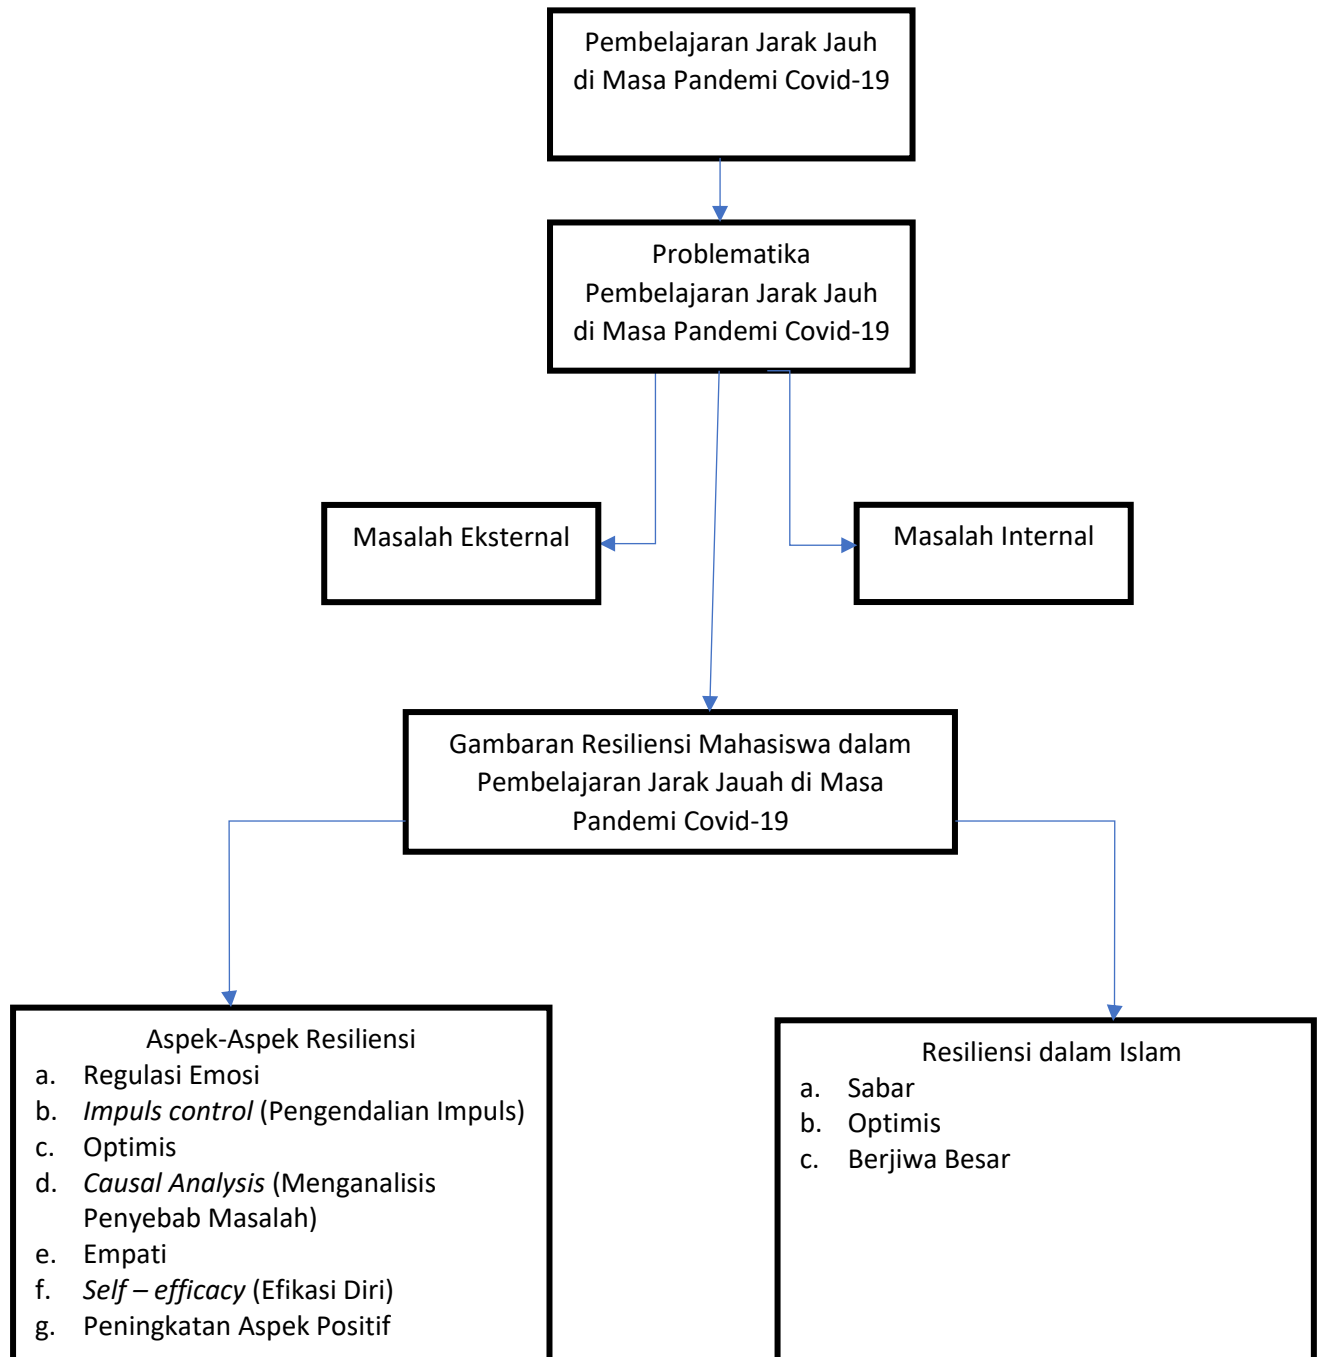 Pembelajaran Jarak Jauh
di Masa Pandemi Covid-19
Problematika
Pembelajaran Jarak Jauh
di Masa Pandemi Covid-19
Masalah Eksternal
Masalah Internal
Gambaran Resiliensi Mahasiswa dalam
Pembelajaran Jarak Jauah di Masa
Pandemi Covid-19
Aspek-Aspek Resiliensi
a. Regulasi Emosi
b. Impuls control (Pengendalian Impuls)
c. Optimis
d. Causal Analysis (Menganalisis
Penyebab Masalah)
e. Empati
f. Self – efficacy (Efikasi Diri)
g. Peningkatan Aspek Positif
Resiliensi dalam Islam
a. Sabar
b. Optimis
c. Berjiwa Besar